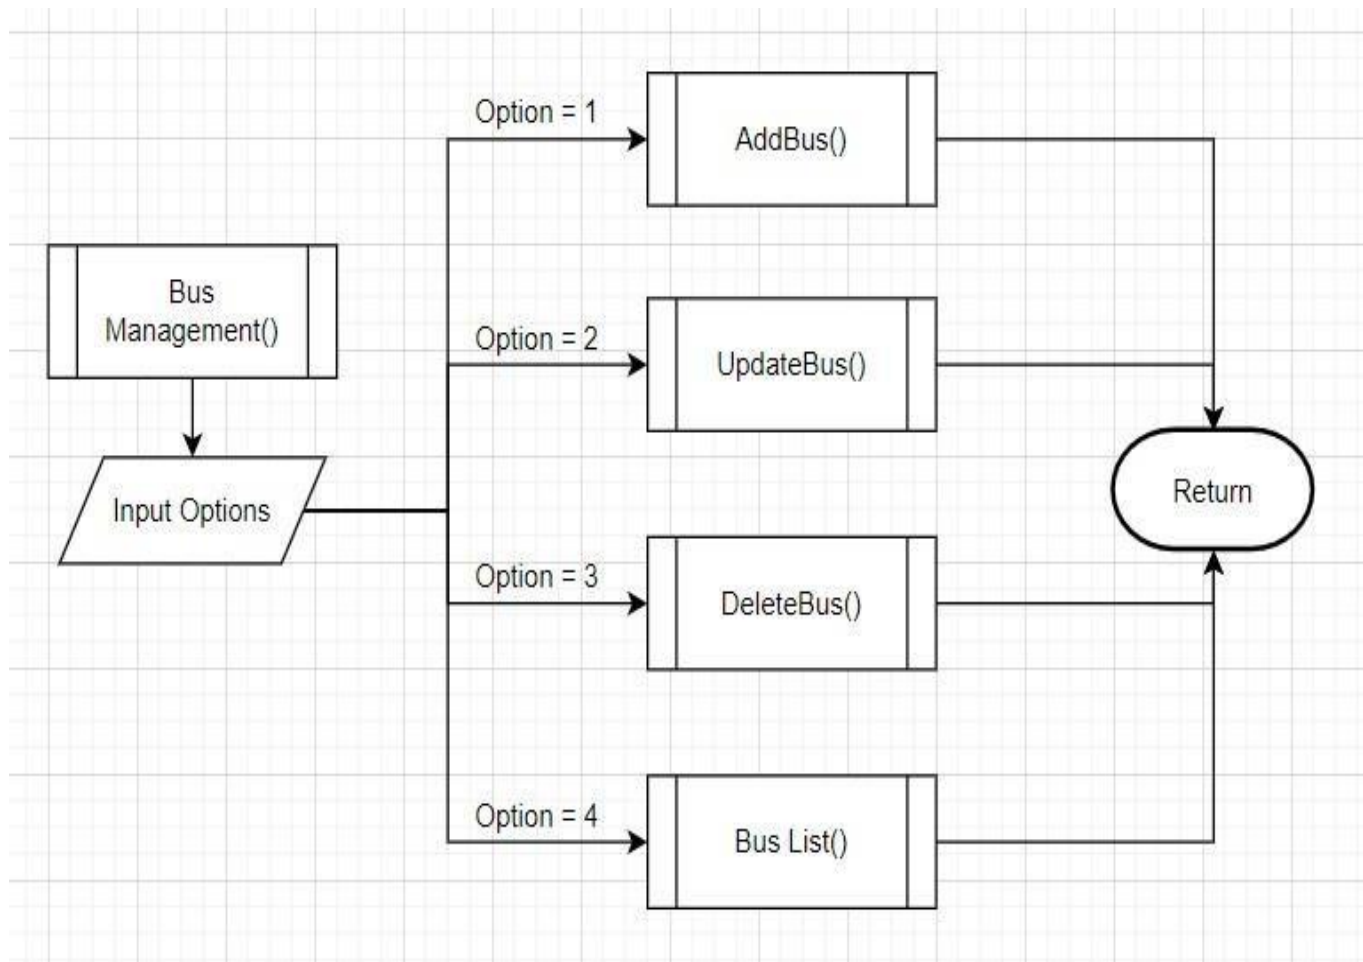 Option = 1
AddBus()
Bus
Management()
Option = 2
UpdateBus()
Input Options
Return
Option = 3
DeleteBus()
Option = 4
Bus List()